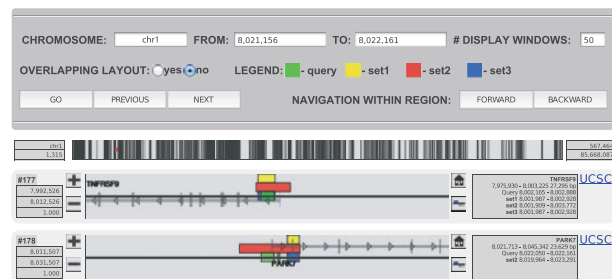 CHROMOSOME: chr1 FROM: 8,021,156 TO: 8,022,161 # DISPLAY WINDOWS: 50
OVERLAPPING LAYOUT: yes no LEGEND: - query - set1 - set2 - set3
GO PREVIOUS NEXT NAVIGATION WITHIN REGION: FORWARD BACKWARD
chr1 567,464
1,315 85,668,087
#177 TNFRSF9 TNFRSF9 UCSC
7,992,526 7,975,930 - 8,003,225 27,295 bp
Query 8,002,165 - 8,002,888
8,012,526 set1 8,001,987 - 8,002,928
set2 8,001,909 - 8,003,772
1.000 set3 8,001,987 - 8,002,928
#178 PARK7 UCSC
8,011,507 8,021,713 - 8,045,342 23,629 bp
Query 8,022,050 - 8,022,161
8,031,507 PARK7 set2 8,019,964 - 8,023,291
1.000